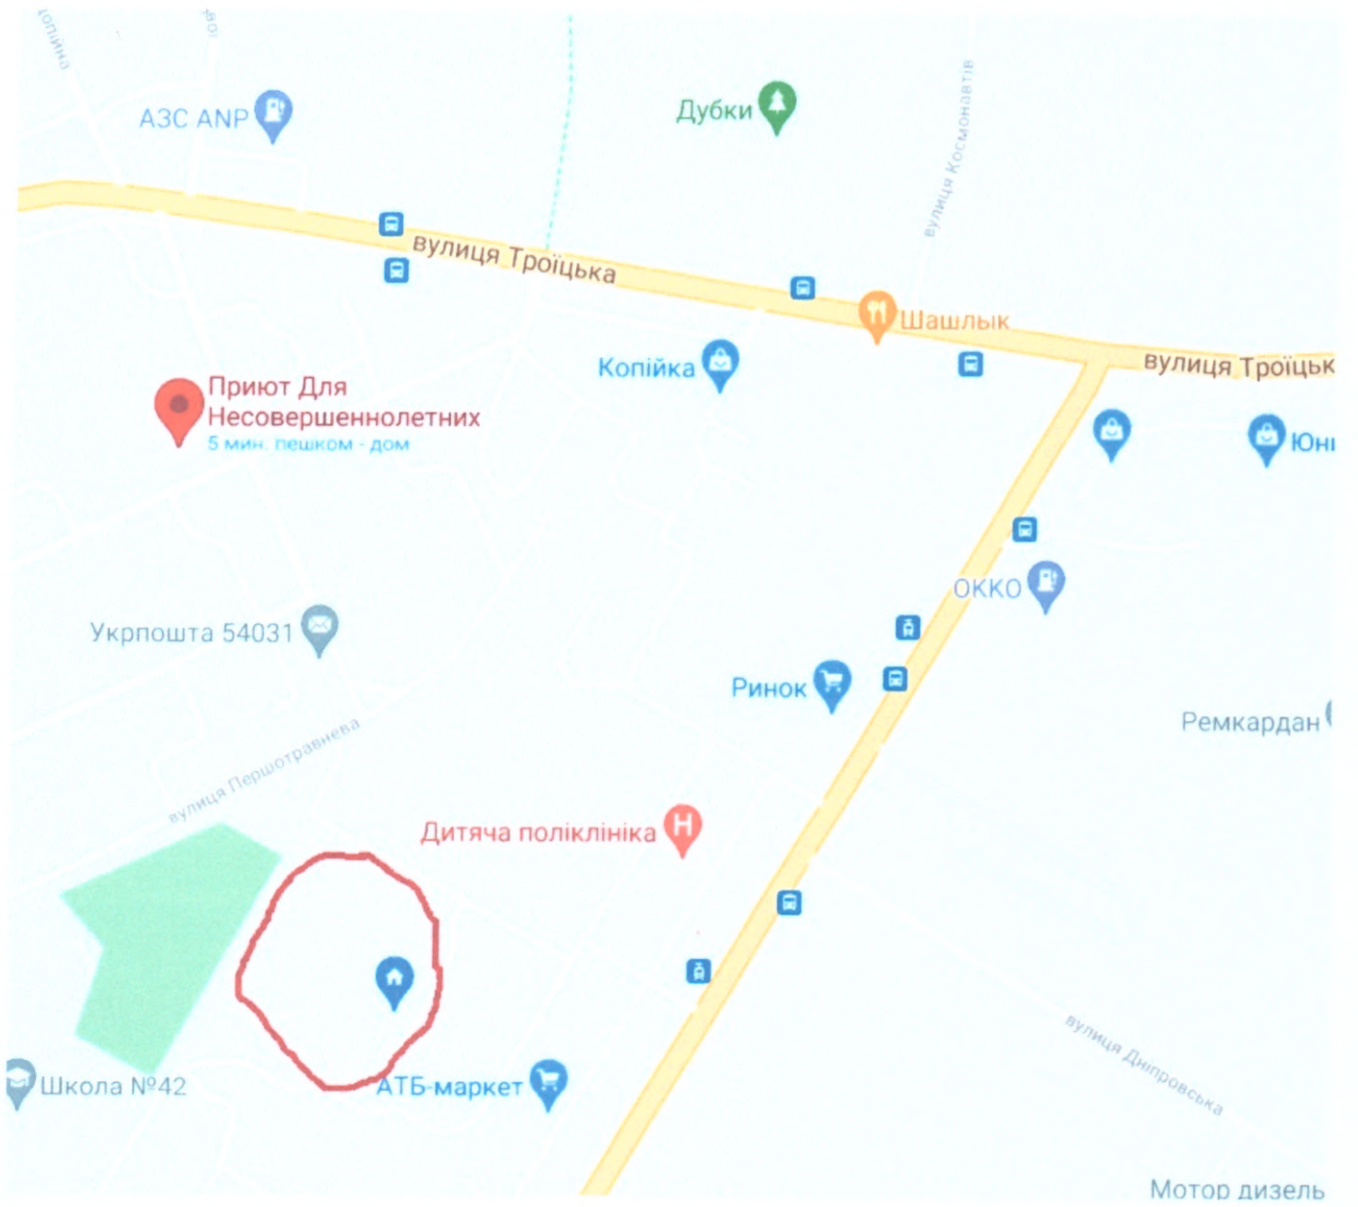 АЗС ANP
Дубки
вулиця Космонавтів
вулиця Троїцька
Шашлык
вулиця Троїцьк
Копійка
Приют Для
Несовершеннолетних
5 мин. пешком - дом
Юни
ОККО
Укрпошта 54031
Ринок
Ремкардан
вулиця Першотравнева
Дитяча поліклініка
H
вулиця Дніпровська
Школа №42
АТБ-маркет
Мотор дизель